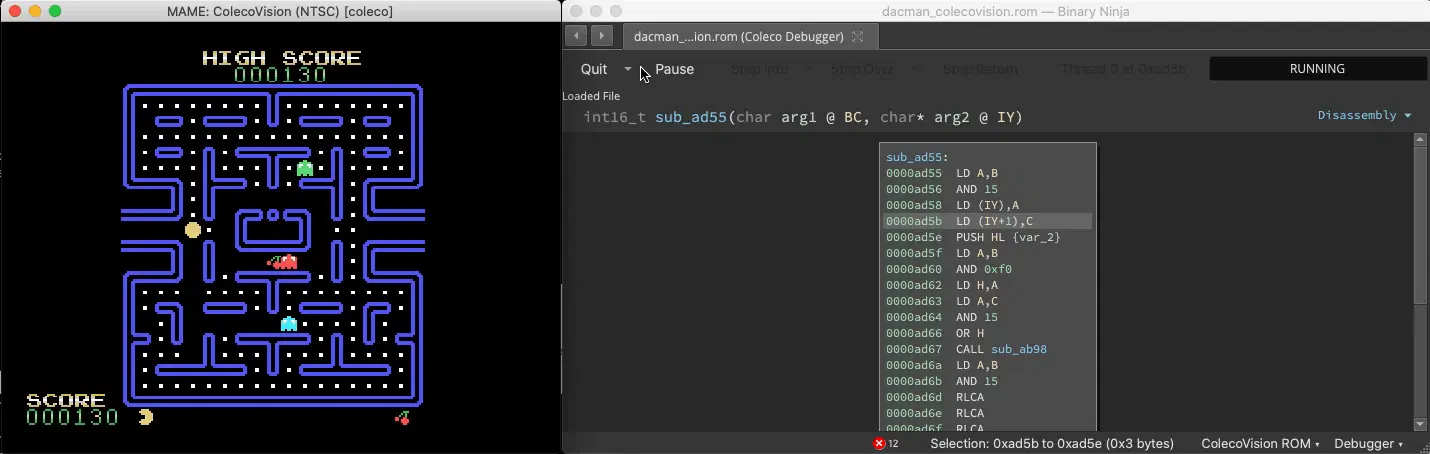 MAME: ColecoVision (NTSC) [coleco]
HIGH SCORE
000130
SCORE
000130
dacman_colecovision.rom — Binary Ninja
dacman_...ion.rom (Coleco Debugger)
Quit Pause Step Into Step Over Step Return Thread 0 at 0xad5b RUNNING
Loaded File
int16_t sub_ad55(char arg1 @ BC, char* arg2 @ IY)
Disassembly
sub_ad55:
0000ad55 LD A,B
0000ad56 AND 15
0000ad58 LD (IY),A
0000ad5b LD (IY+1),C
0000ad5e PUSH HL {var_2}
0000ad5f LD A,B
0000ad60 AND 0xf0
0000ad62 LD H,A
0000ad63 LD A,C
0000ad64 AND 15
0000ad66 OR H
0000ad67 CALL sub_ab98
0000ad6a LD A,B
0000ad6b AND 15
0000ad6d RLCA
0000ad6e RLCA
0000ad6f RLCA
12 Selection: 0xad5b to 0xad5e (0x3 bytes) ColecoVision ROM Debugger